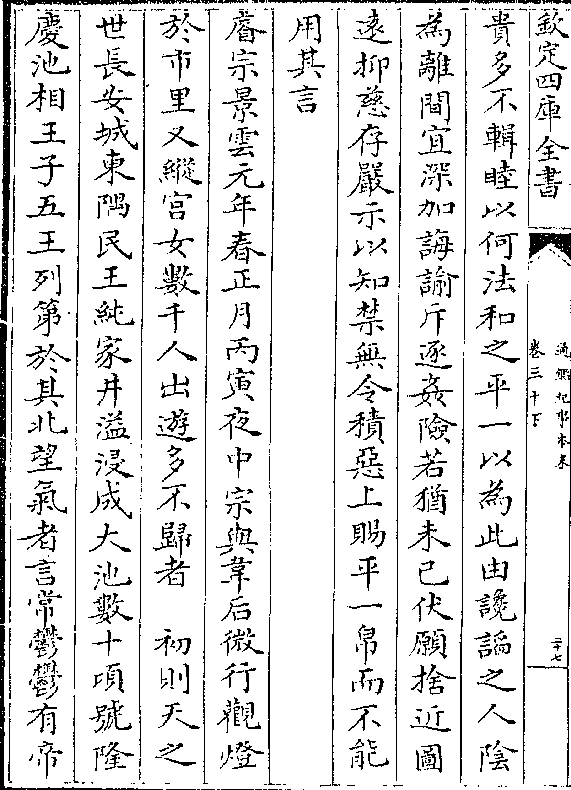 欽定四庫全書
通鑑紀事本末
卷三十下
二十七
貴多不輯睦以何法和之平一以為此由讒謟之人陰
為離間宜深加誨諭斥逐姦險若猶未已伏願捨近圖
逺抑慈存嚴示以知禁無令積惡上賜平一帛而不能
用其言
睿宗景雲元年春正月丙寅夜中宗與韋后微行觀燈
於市里又縱宫女數千人出遊多不歸者　初則天之
世長安城東隅民王純家井溢浸成大池數十頃號隆
慶池相王子五王列第於其北望氣者言常鬱鬱有帝